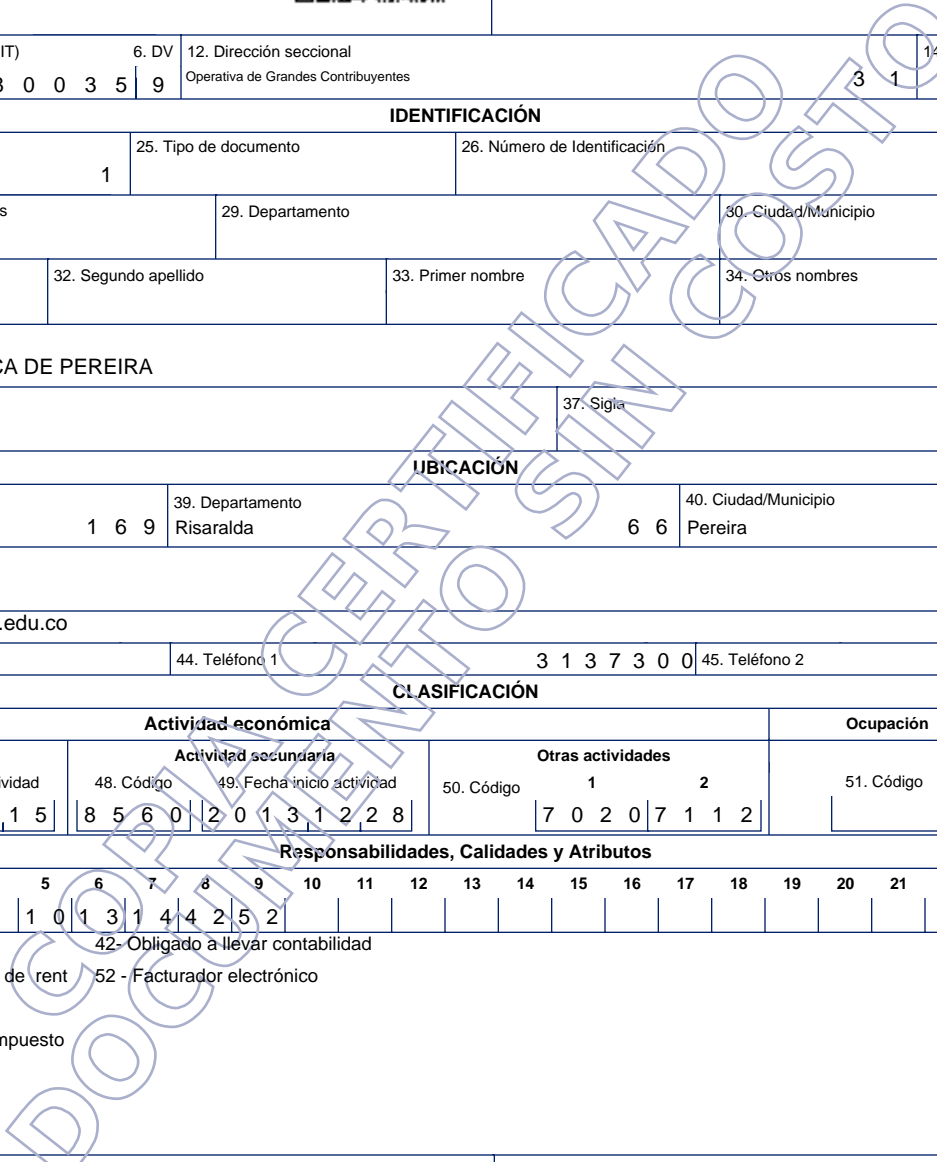 IT) 6. DV 12. Dirección seccional 14
3 0 0 3 5 9 Operativa de Grandes Contribuyentes 3 1
IDENTIFICACIÓN
25. Tipo de documento 26. Número de Identificación
1
s 29. Departamento 30. Ciudad/Municipio
32. Segundo apellido 33. Primer nombre 34. Otros nombres
CA DE PEREIRA
37. Sigla
UBICACIÓN
39. Departamento 40. Ciudad/Municipio
1 6 9 Risaralda 6 6 Pereira
.edu.co
44. Teléfono 1 3 1 3 7 3 0 0 45. Teléfono 2
CLASIFICACIÓN
Actividad económica Ocupación
Actividad secundaria Otras actividades
vidad 48. Código 49. Fecha inicio actividad 50. Código 1 2 51. Código
1 5 8 5 6 0 2 0 1 3 1 2 2 8 7 0 2 0 7 1 1 2
Responsabilidades, Calidades y Atributos
5 6 7 8 9 10 11 12 13 14 15 16 17 18 19 20 21
1 0 1 3 1 4 4 2 5 2
42- Obligado a llevar contabilidad
de rent 52 - Facturador electrónico
mpuesto
COPIA CERTIFICADO
DOCUMENTO SIN COSTO